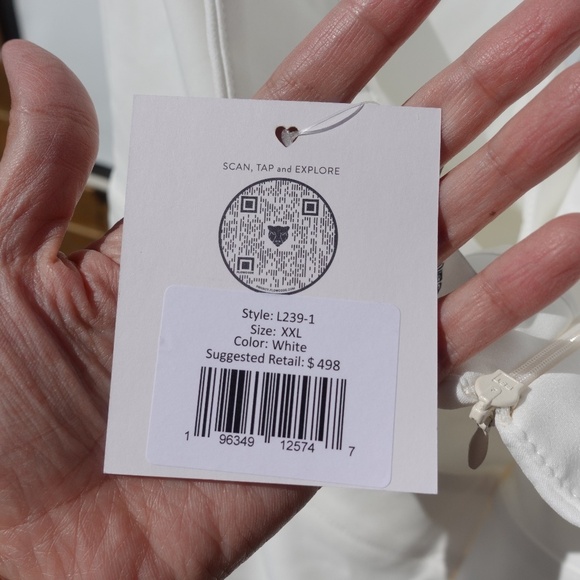 SCAN, TAP and EXPLORE
Style: L239-1
Size: XXL
Color: White
Suggested Retail: $ 498
1 96349 12574 7